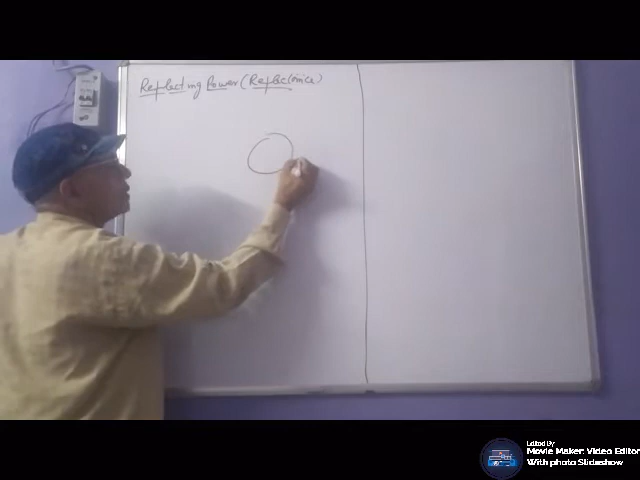 Reflecting Power (Reflectance)
Edited By
Movie Maker: Video Editor
With photo Slideshow